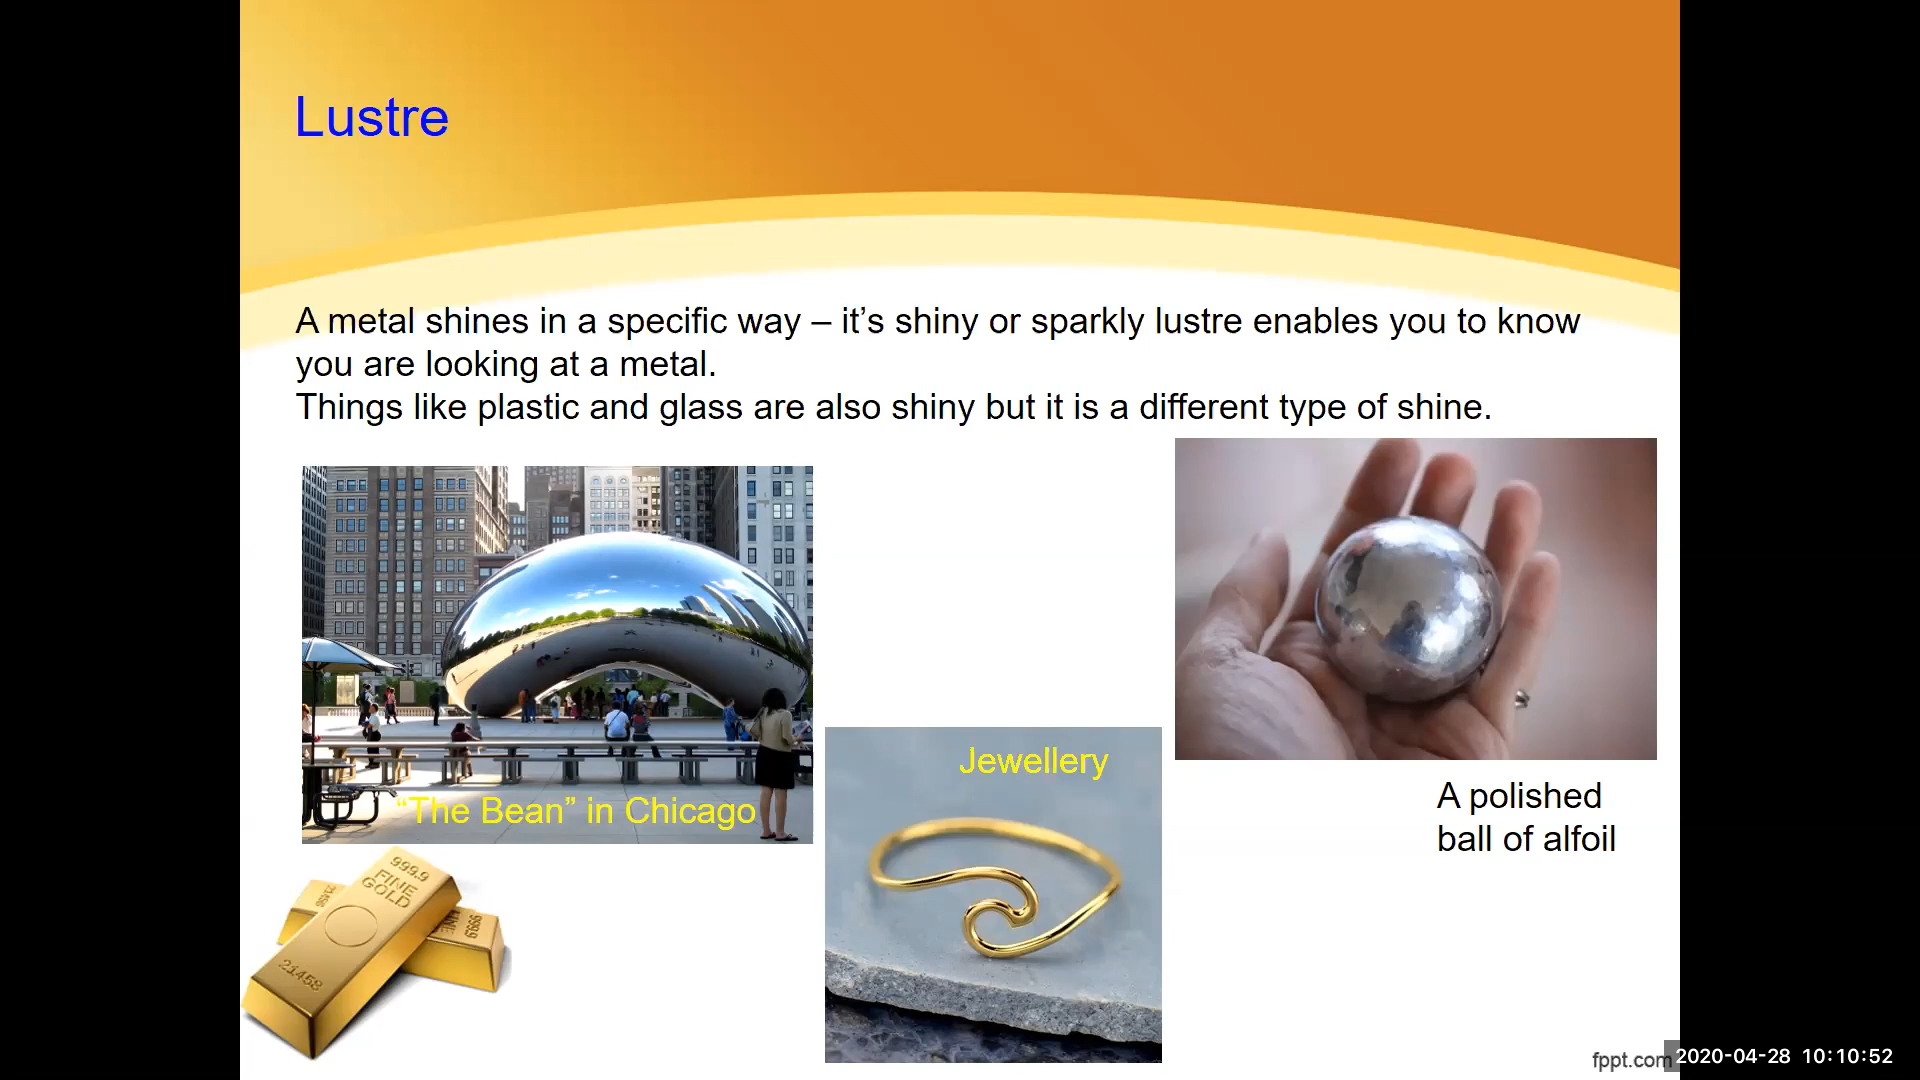 Lustre
A metal shines in a specific way – it’s shiny or sparkly lustre enables you to know
you are looking at a metal.
Things like plastic and glass are also shiny but it is a different type of shine.
“The Bean” in Chicago
Jewellery
A polished
ball of alfoil
999.9
FINE
GOLD
21458
fppt.com
2020-04-28 10:10:52